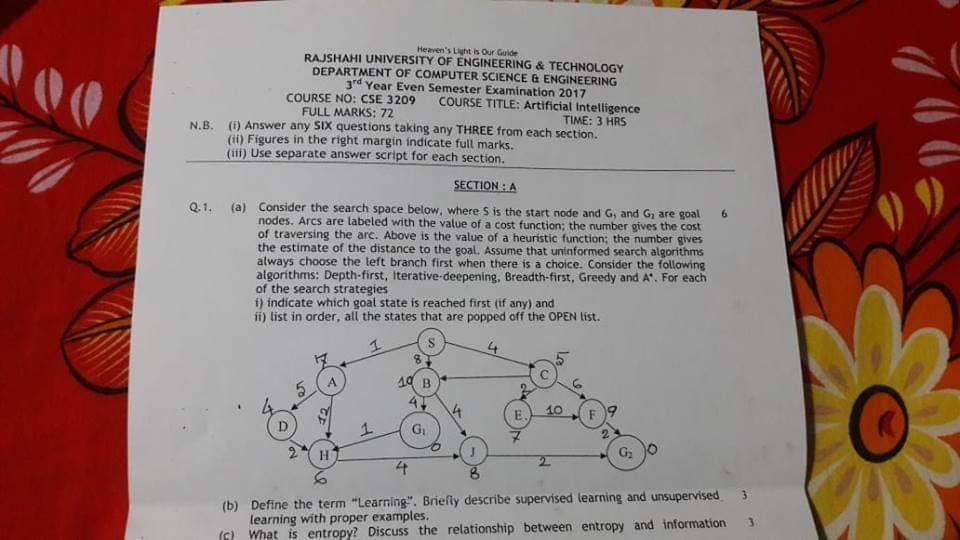 Heaven's Light is Our Guide
RAJSHAHI UNIVERSITY OF ENGINEERING & TECHNOLOGY
DEPARTMENT OF COMPUTER SCIENCE & ENGINEERING
3rd Year Even Semester Examination 2017
COURSE NO: CSE 3209 COURSE TITLE: Artificial Intelligence
FULL MARKS: 72 TIME: 3 HRS
N.B. (i) Answer any SIX questions taking any THREE from each section.
(ii) Figures in the right margin indicate full marks.
(iii) Use separate answer script for each section.
SECTION : A
Q.1. (a) Consider the search space below, where S is the start node and G₁ and G₂ are goal 6
nodes. Arcs are labeled with the value of a cost function; the number gives the cost
of traversing the arc. Above is the value of a heuristic function; the number gives
the estimate of the distance to the goal. Assume that uninformed search algorithms
always choose the left branch first when there is a choice. Consider the following
algorithms: Depth-first, Iterative-deepening, Breadth-first, Greedy and A*. For each
of the search strategies
i) indicate which goal state is reached first (if any) and
ii) list in order, all the states that are popped off the OPEN list.
1 S 4
8
A 10 B C 5
5 2 6
4 4 4
D 1 G₁ 0 E 10 F 9
7 2
2 H J G₂ 0
6 4 8 2
(b) Define the term "Learning". Briefly describe supervised learning and unsupervised 3
learning with proper examples.
(c) What is entropy? Discuss the relationship between entropy and information 3